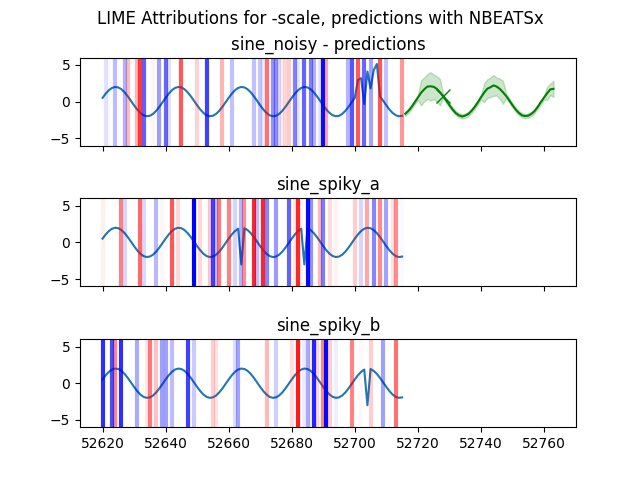 LIME Attributions for -scale, predictions with NBEATSx
sine_noisy - predictions
5
0
−5
sine_spiky_a
5
0
−5
sine_spiky_b
5
0
−5
52620 52640 52660 52680 52700 52720 52740 52760